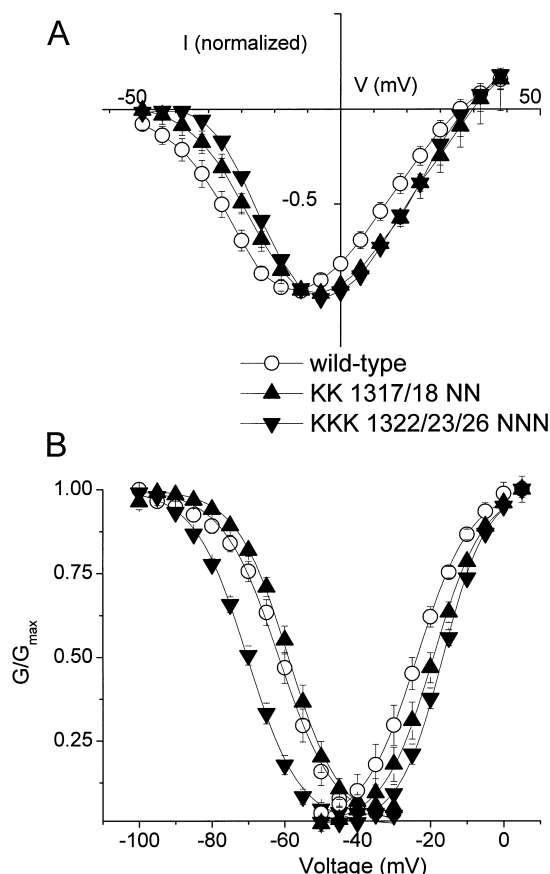 A
I (normalized)
V (mV)
-50
50
-0.5
wild-type
KK 1317/18 NN
KKK 1322/23/26 NNN
B
1.00
0.75
0.50
0.25
G/Gmax
-100 -80 -60 -40 -20 0
Voltage (mV)